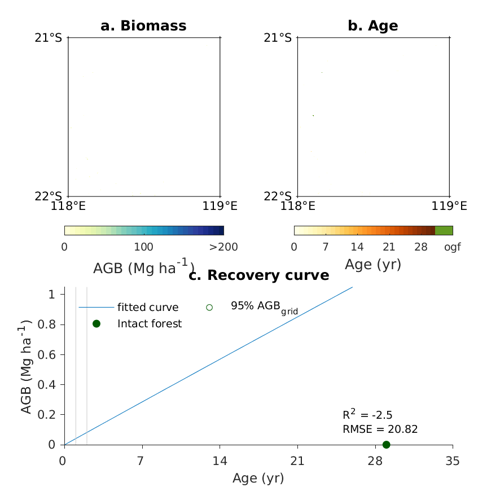 a. Biomass
b. Age
21°S
21°S
22°S
22°S
118°E
119°E
118°E
119°E
0
100
>200
0
7
14
21
28
ogf
AGB (Mg ha⁻¹)
Age (yr)
c. Recovery curve
1
0.8
0.6
0.4
0.2
0
AGB (Mg ha⁻¹)
fitted curve
95% AGB_grid
Intact forest
R² = -2.5
RMSE = 20.82
0
7
14
21
28
35
Age (yr)